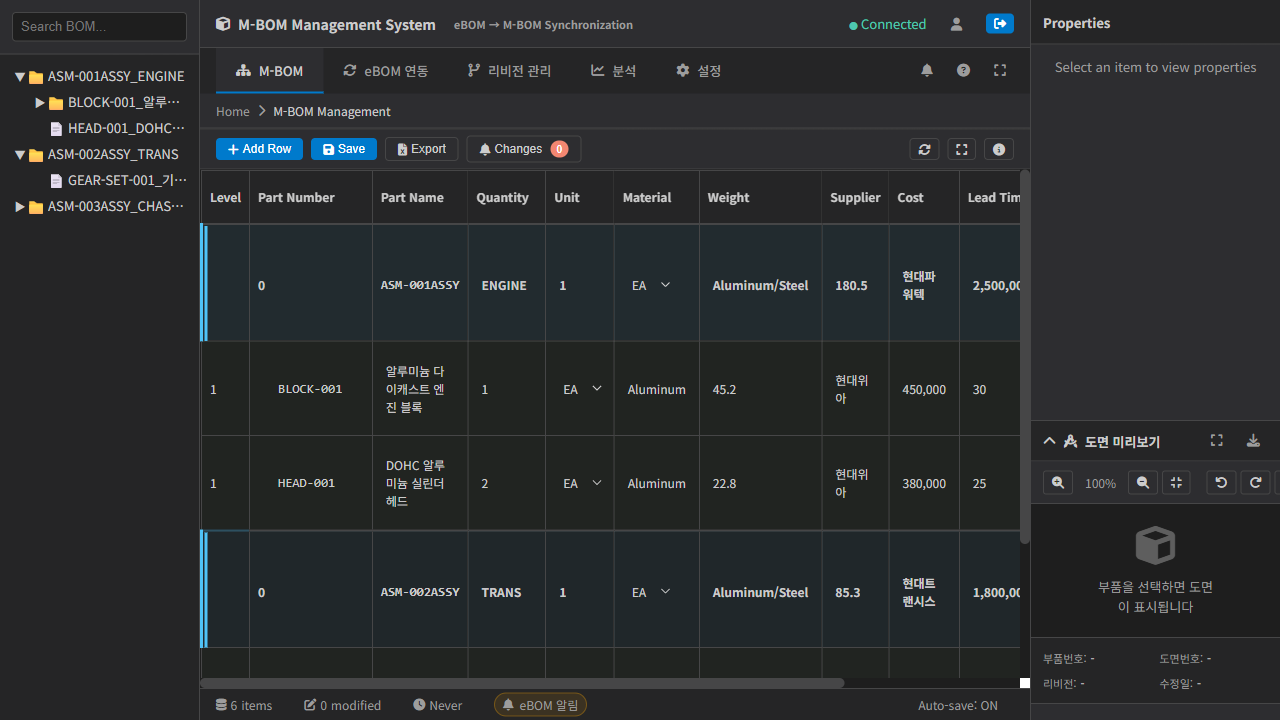 Search BOM...
ASM-001ASSY_ENGINE
BLOCK-001_알루…
HEAD-001_DOHC…
ASM-002ASSY_TRANS
GEAR-SET-001_기…
ASM-003ASSY_CHAS…
M-BOM Management System eBOM → M-BOM Synchronization
Connected
M-BOM eBOM 연동 리비전 관리 분석 설정
Home > M-BOM Management
Add Row Save Export Changes 0
Level Part Number Part Name Quantity Unit Material Weight Supplier Cost Lead Tim
0 ASM-001ASSY ENGINE 1 EA Aluminum/Steel 180.5 현대파
워텍 2,500,00
1 BLOCK-001 알루미늄 다
이캐스트 엔
진 블록 1 EA Aluminum 45.2 현대위
아 450,000 30
1 HEAD-001 DOHC 알루
미늄 실린더
헤드 2 EA Aluminum 22.8 현대위
아 380,000 25
0 ASM-002ASSY TRANS 1 EA Aluminum/Steel 85.3 현대트
랜시스 1,800,00
6 items 0 modified Never eBOM 알림 Auto-save: ON
Properties
Select an item to view properties
도면 미리보기
100%
부품을 선택하면 도면
이 표시됩니다
부품번호: - 도면번호: -
리비전: - 수정일: -